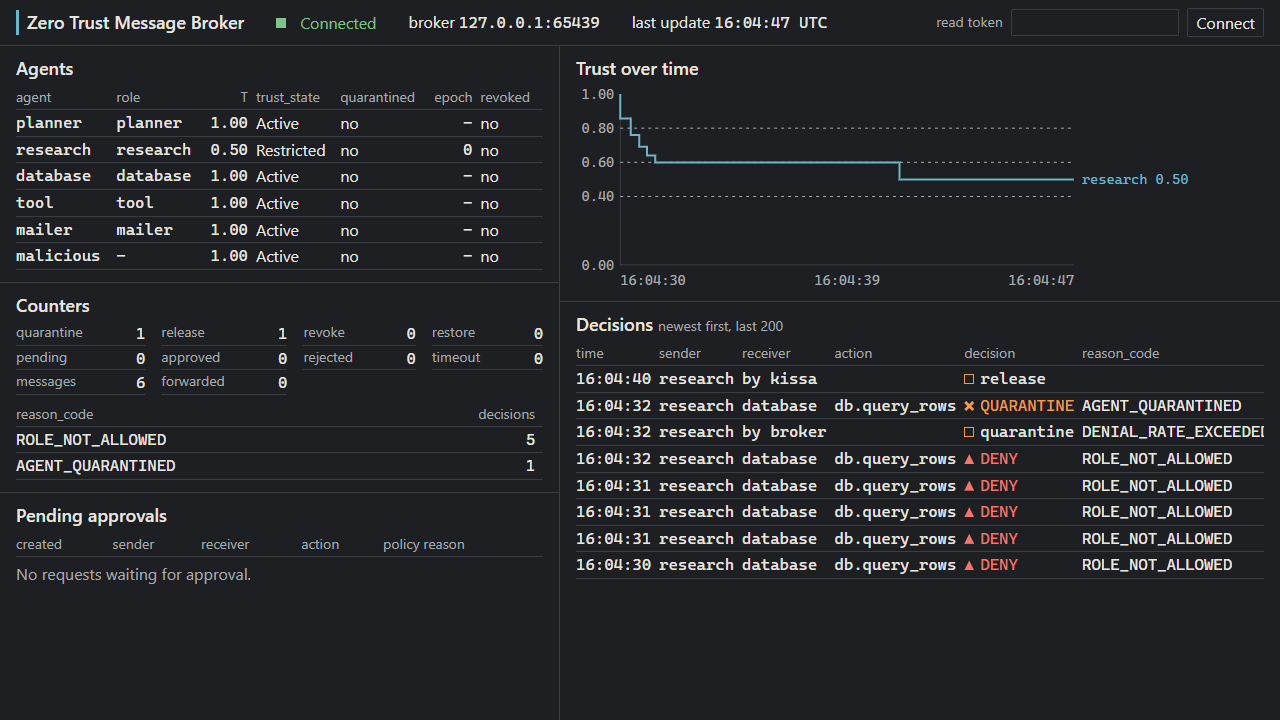 Zero Trust Message Broker Connected broker 127.0.0.1:65439 last update 16:04:47 UTC read token Connect
Agents
agent role T trust_state quarantined epoch revoked
planner planner 1.00 Active no – no
research research 0.50 Restricted no 0 no
database database 1.00 Active no – no
tool tool 1.00 Active no – no
mailer mailer 1.00 Active no – no
malicious – 1.00 Active no – no
Counters
quarantine 1 release 1 revoke 0 restore 0
pending 0 approved 0 rejected 0 timeout 0
messages 6 forwarded 0
reason_code decisions
ROLE_NOT_ALLOWED 5
AGENT_QUARANTINED 1
Pending approvals
created sender receiver action policy reason
No requests waiting for approval.
Trust over time
1.00
0.80
0.60
research 0.50
0.40
0.00
16:04:30 16:04:39 16:04:47
Decisions newest first, last 200
time sender receiver action decision reason_code
16:04:40 research by kissa release
16:04:32 research database db.query_rows QUARANTINE AGENT_QUARANTINED
16:04:32 research by broker quarantine DENIAL_RATE_EXCEEDED
16:04:32 research database db.query_rows DENY ROLE_NOT_ALLOWED
16:04:31 research database db.query_rows DENY ROLE_NOT_ALLOWED
16:04:31 research database db.query_rows DENY ROLE_NOT_ALLOWED
16:04:31 research database db.query_rows DENY ROLE_NOT_ALLOWED
16:04:30 research database db.query_rows DENY ROLE_NOT_ALLOWED